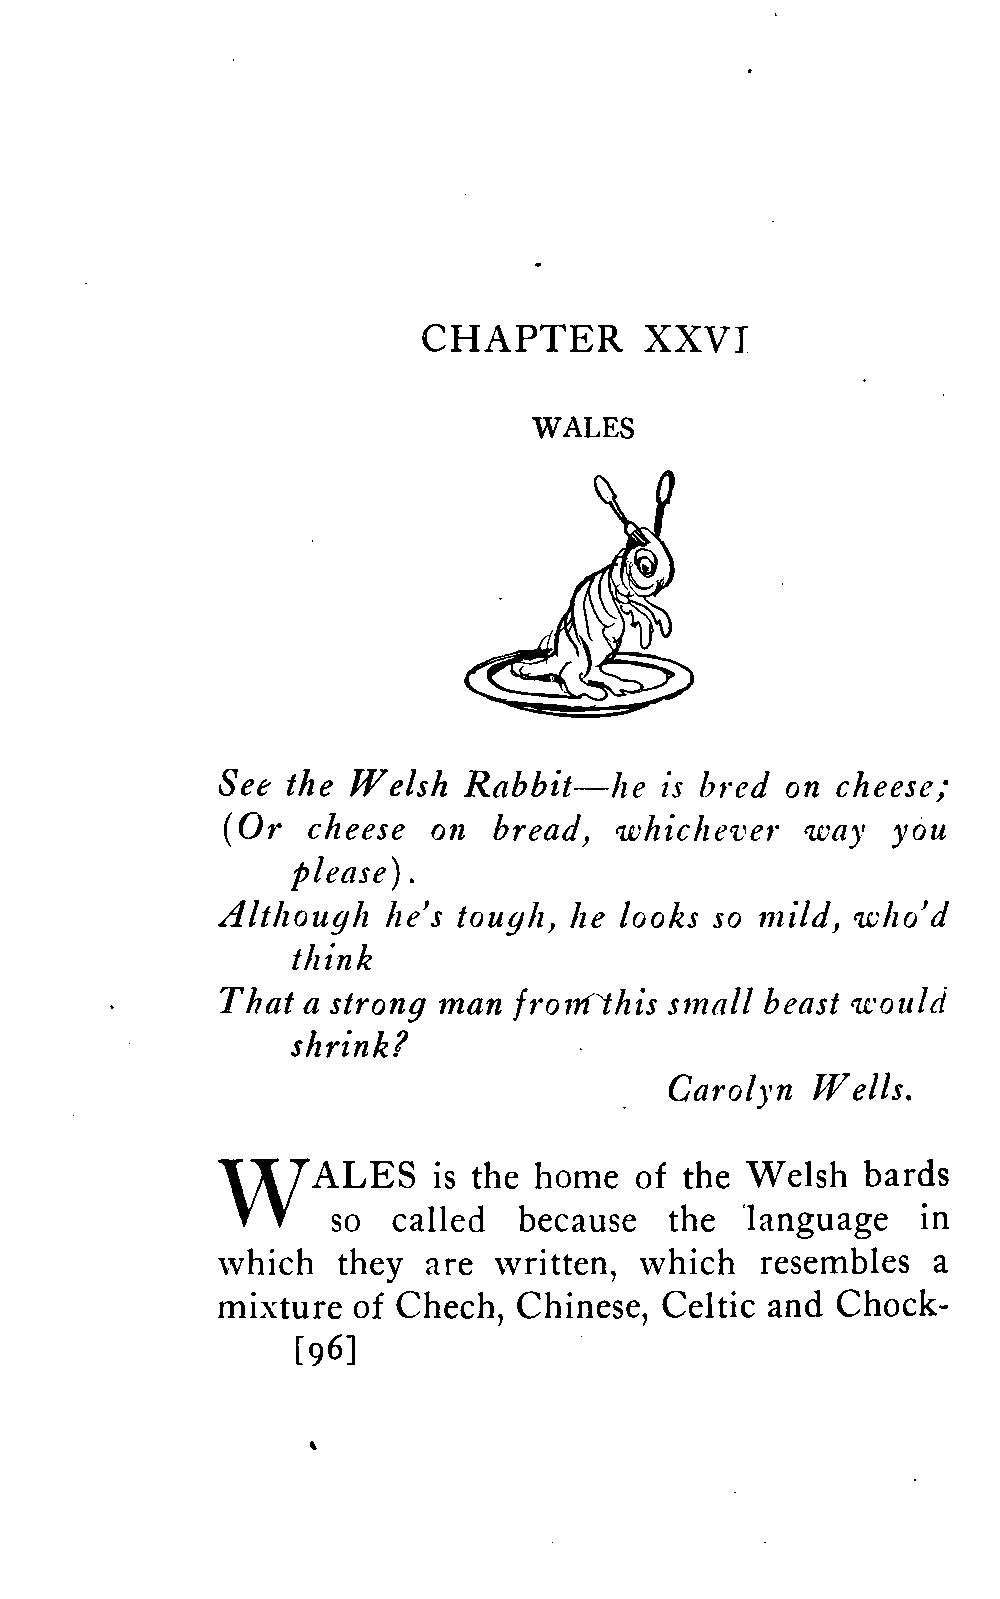 CHAPTER XXVI
WALES
See the Welsh Rabbit—he is bred on cheese;
(Or cheese on bread, whichever way you
please).
Although he's tough, he looks so mild, who'd
think
That a strong man from this small beast would
shrink?
Carolyn Wells.
WALES is the home of the Welsh bards
so called because the language in
which they are written, which resembles a
mixture of Chech, Chinese, Celtic and Chock-
[96]